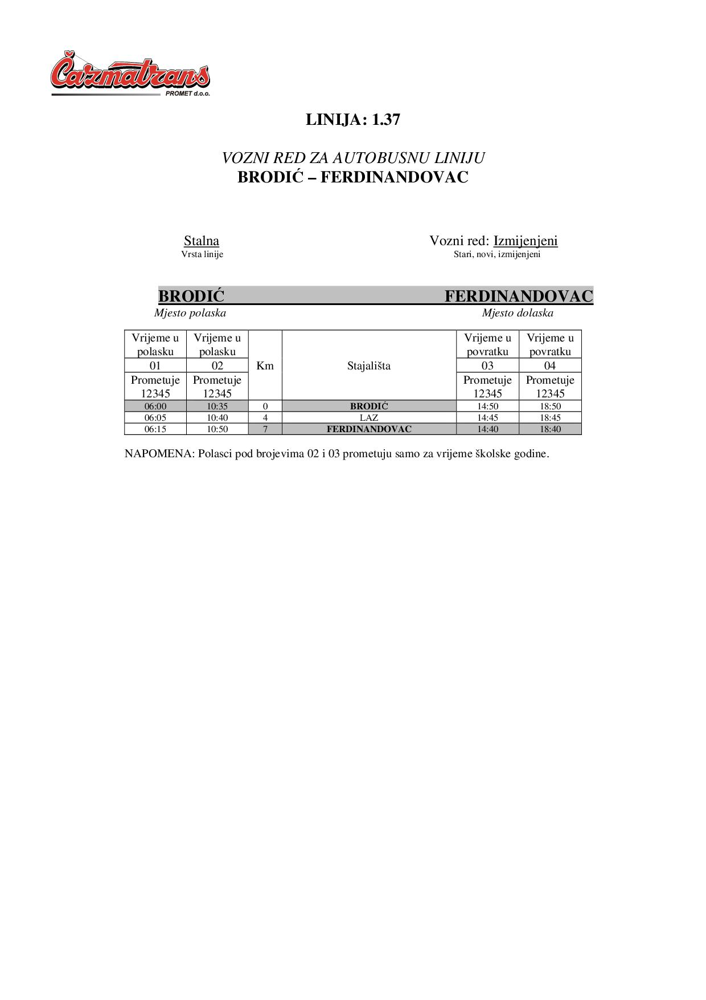 Čazmatrans
PROMET d.o.o.
LINIJA: 1.37
VOZNI RED ZA AUTOBUSNU LINIJU
BRODIĆ – FERDINANDOVAC
Stalna Vozni red: Izmijenjeni
Vrsta linije Stari, novi, izmijenjeni
BRODIĆ FERDINANDOVAC
Mjesto polaska Mjesto dolaska
Vrijeme u polasku Vrijeme u polasku Km Stajališta Vrijeme u povratku Vrijeme u povratku
01 02 03 04
Prometuje 12345 Prometuje 12345 Prometuje 12345 Prometuje 12345
06:00 10:35 0 BRODIĆ 14:50 18:50
06:05 10:40 4 LAZ 14:45 18:45
06:15 10:50 7 FERDINANDOVAC 14:40 18:40
NAPOMENA: Polasci pod brojevima 02 i 03 prometuju samo za vrijeme školske godine.